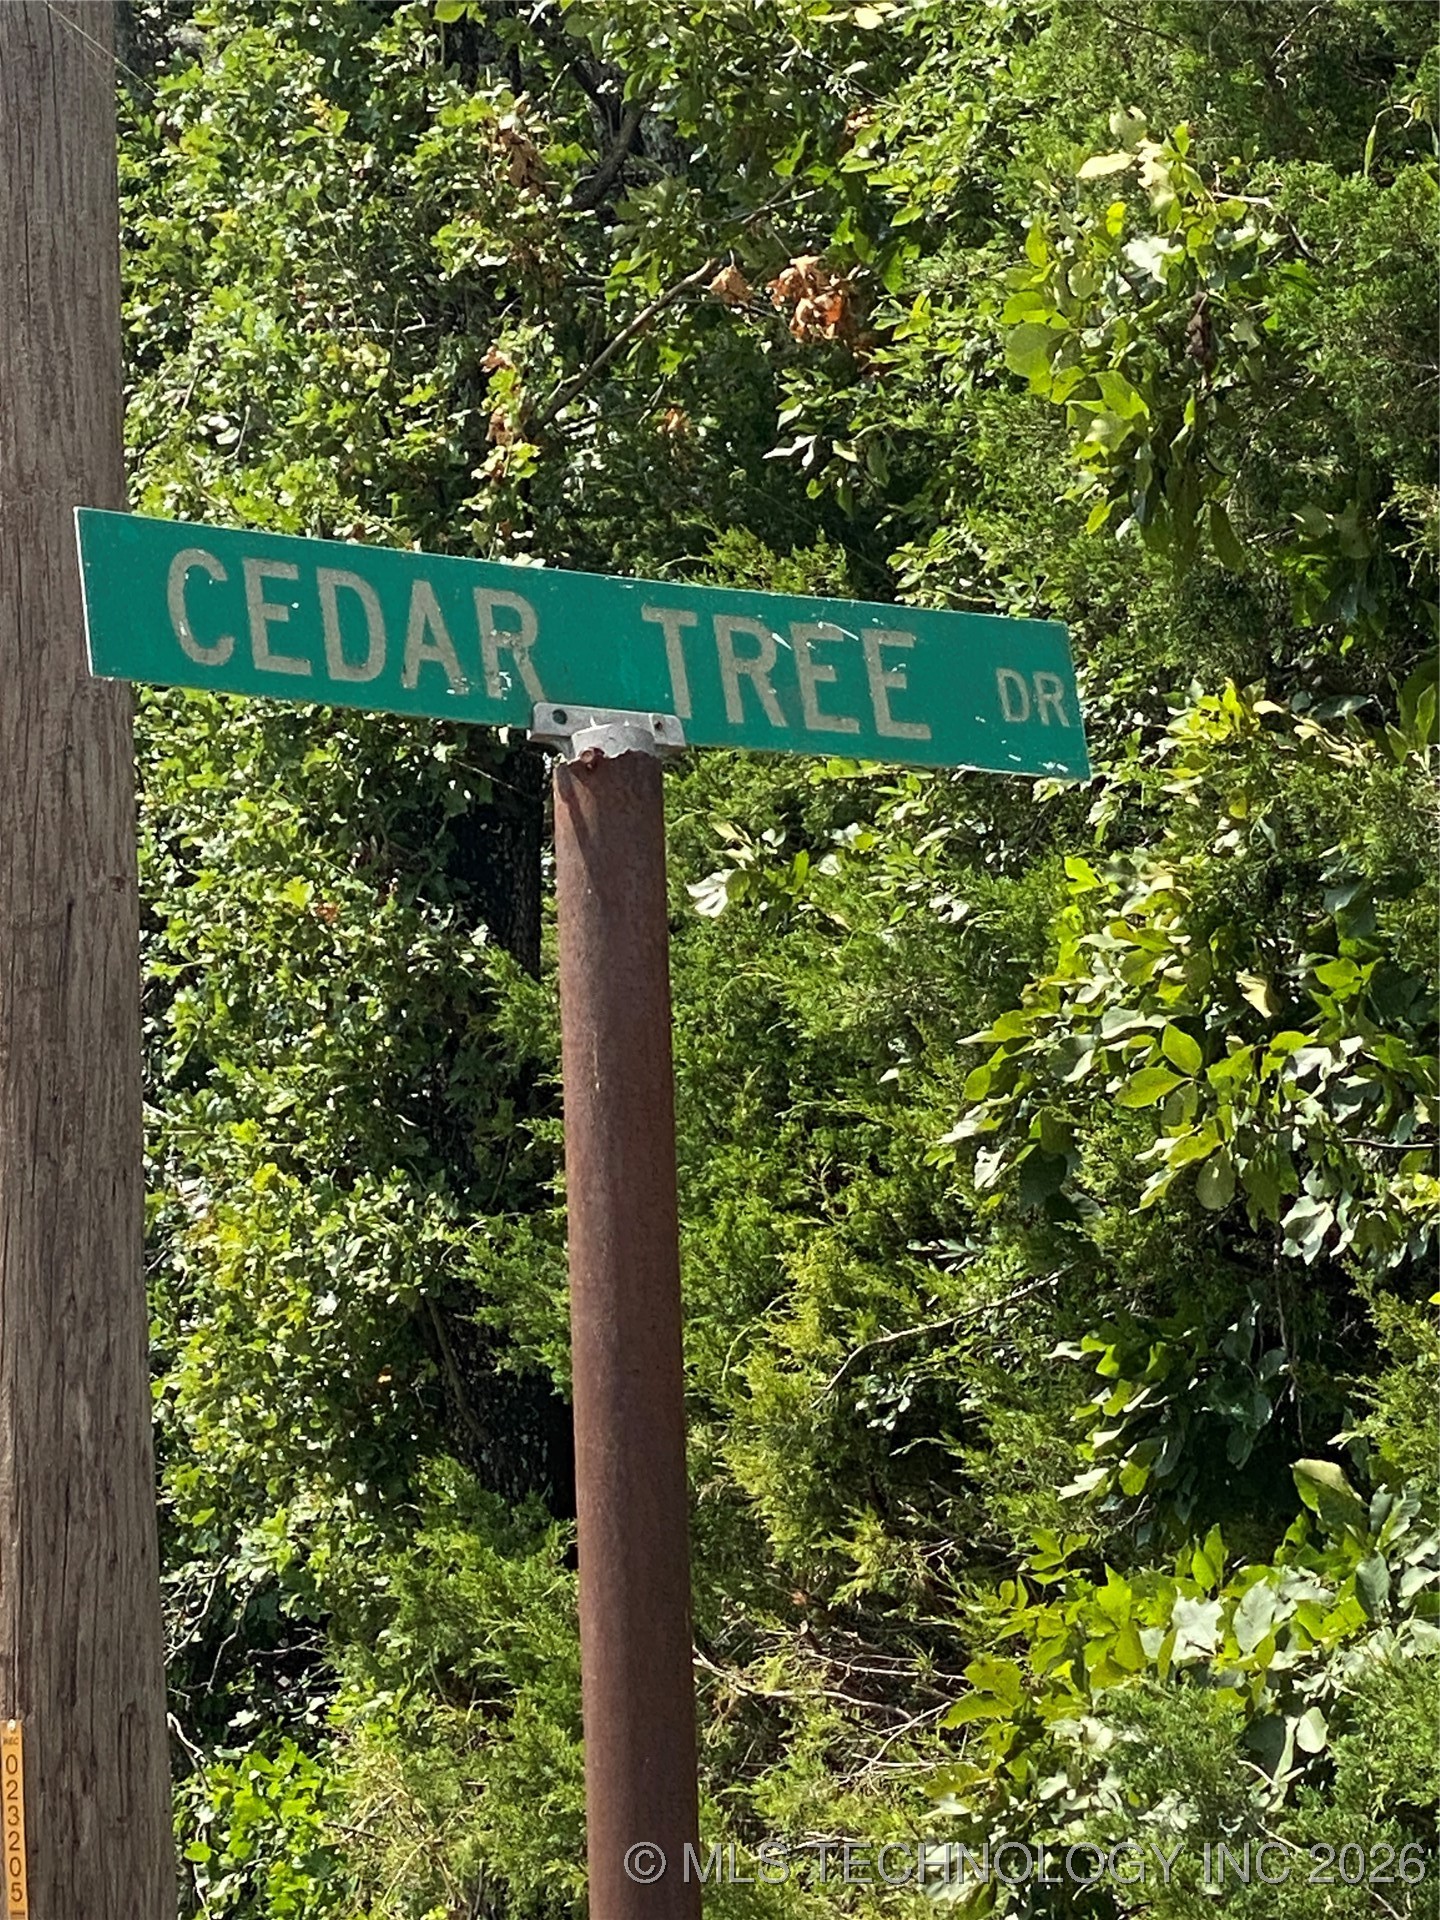 CEDAR TREE DR
023205
© MLS TECHNOLOGY INC 2026